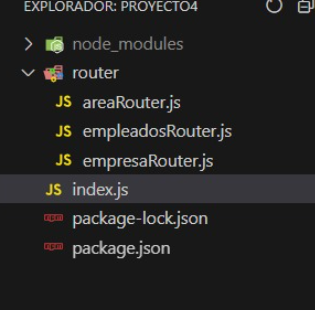 EXPLORADOR: PROYECTO4
node_modules
router
JS areaRouter.js
JS empleadosRouter.js
JS empresaRouter.js
JS index.js
package-lock.json
package.json